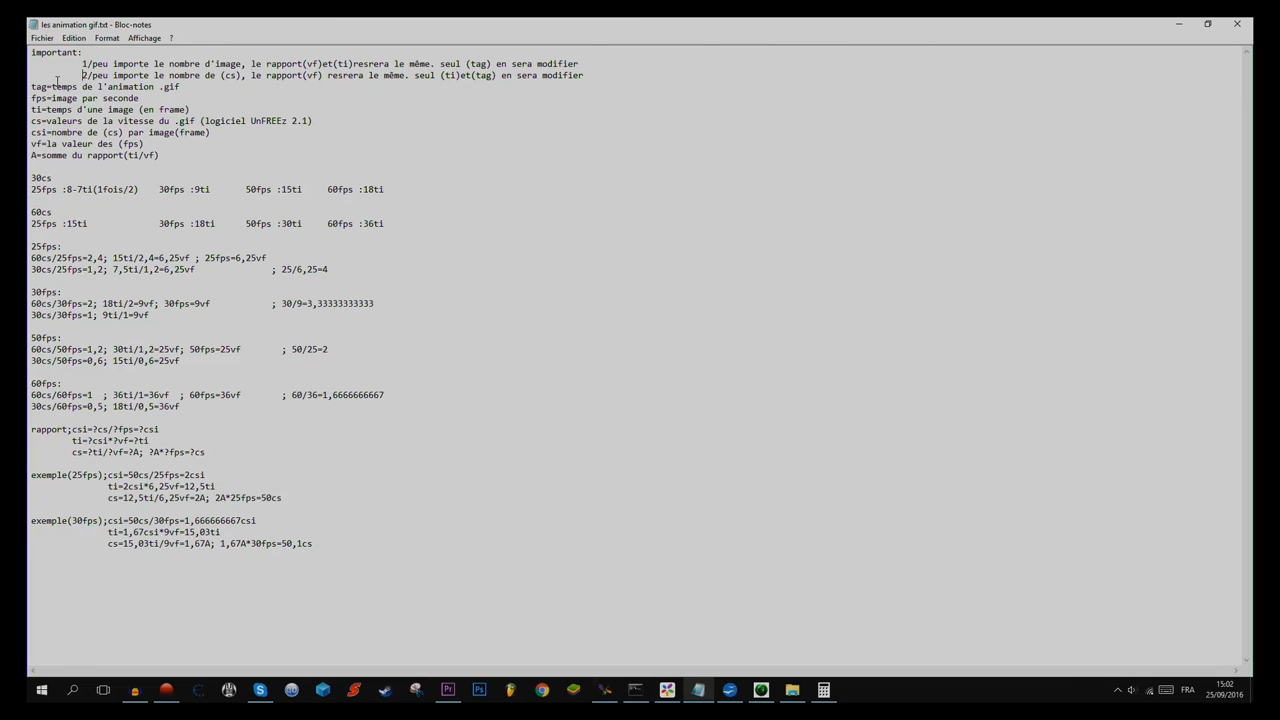 les animation gif.txt - Bloc-notes
Fichier Edition Format Affichage ?
important:
1/peu importe le nombre d'image, le rapport(vf)et(ti)resrera le même. seul (tag) en sera modifier
2/peu importe le nombre de (cs), le rapport(vf) resrera le même. seul (ti)et(tag) en sera modifier
tag=temps de l'animation .gif
fps=image par seconde
ti=temps d'une image (en frame)
cs=valeurs de la vitesse du .gif (logiciel UnFREEz 2.1)
csi=nombre de (cs) par image(frame)
vf=la valeur des (fps)
A=somme du rapport(ti/vf)
30cs
25fps :8-7ti(1fois/2) 30fps :9ti 50fps :15ti 60fps :18ti
60cs
25fps :15ti 30fps :18ti 50fps :30ti 60fps :36ti
25fps:
60cs/25fps=2,4; 15ti/2,4=6,25vf ; 25fps=6,25vf
30cs/25fps=1,2; 7,5ti/1,2=6,25vf ; 25/6,25=4
30fps:
60cs/30fps=2; 18ti/2=9vf; 30fps=9vf ; 30/9=3,33333333333
30cs/30fps=1; 9ti/1=9vf
50fps:
60cs/50fps=1,2; 30ti/1,2=25vf; 50fps=25vf ; 50/25=2
30cs/50fps=0,6; 15ti/0,6=25vf
60fps:
60cs/60fps=1 ; 36ti/1=36vf ; 60fps=36vf ; 60/36=1,6666666667
30cs/60fps=0,5; 18ti/0,5=36vf
rapport;csi=?cs/?fps=?csi
ti=?csi*?vf=?ti
cs=?ti/?vf=?A; ?A*?fps=?cs
exemple(25fps);csi=50cs/25fps=2csi
ti=2csi*6,25vf=12,5ti
cs=12,5ti/6,25vf=2A; 2A*25fps=50cs
exemple(30fps);csi=50cs/30fps=1,666666667csi
ti=1,67csi*9vf=15,03ti
cs=15,03ti/9vf=1,67A; 1,67A*30fps=50,1cs
Pr Ps FRA 15:02
25/09/2016